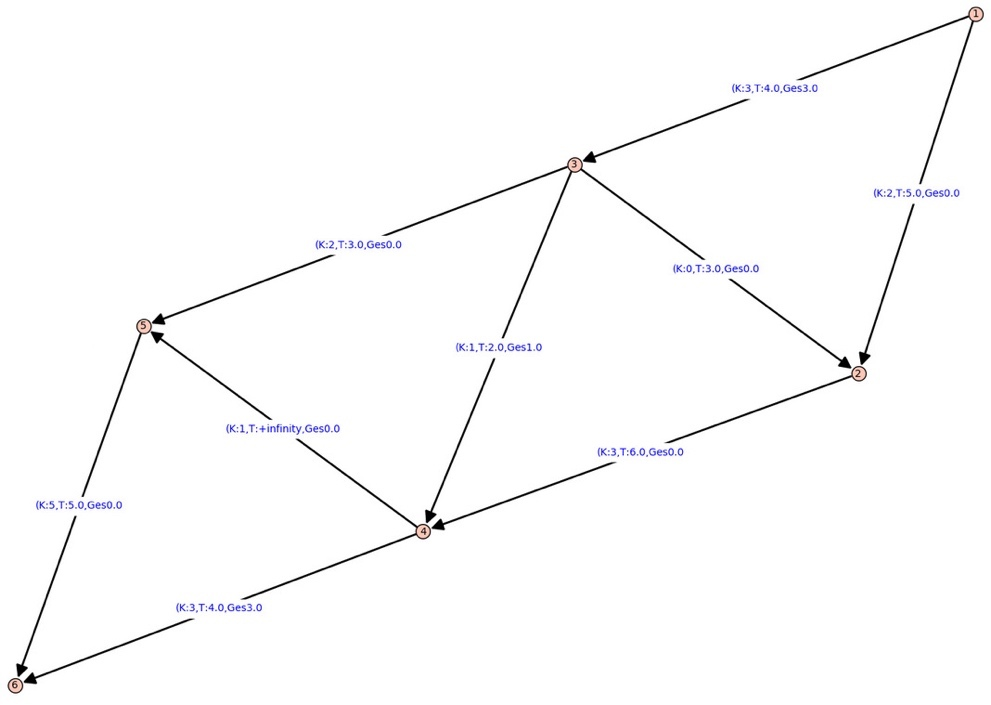 1
(K:3,T:4.0,Ges3.0
3
(K:2,T:5.0,Ges0.0
(K:2,T:3.0,Ges0.0
(K:0,T:3.0,Ges0.0
5
(K:1,T:2.0,Ges1.0
2
(K:1,T:+infinity,Ges0.0
(K:3,T:6.0,Ges0.0
(K:5,T:5.0,Ges0.0
4
(K:3,T:4.0,Ges3.0
6